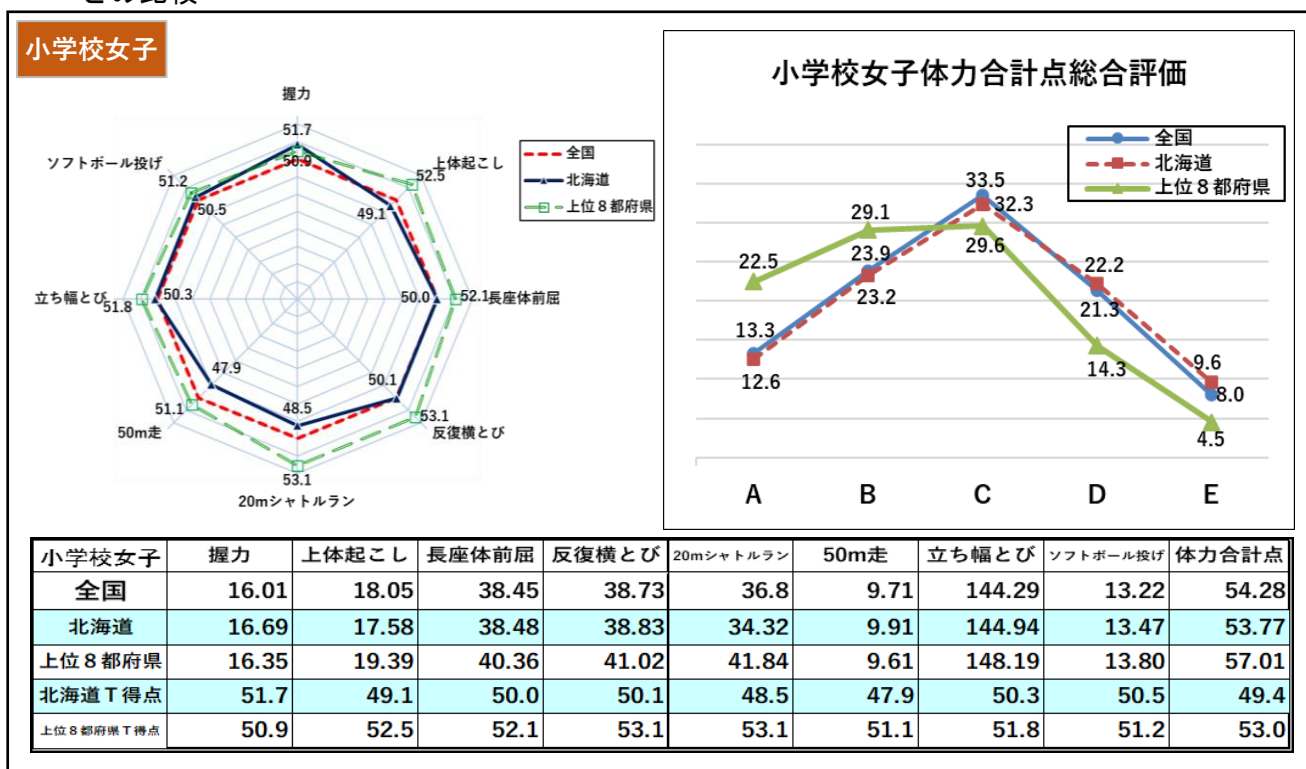 との比較
小学校女子
握力
51.7
50.9
上体起こし
52.5
49.1
ソフトボール投げ
51.2
50.5
全国
北海道
上位８都府県
立ち幅とび
51.8
50.3
50.0
52.1
長座体前屈
47.9
51.1
50m走
48.5
53.1
20mシャトルラン
50.1
53.1
反復横とび
小学校女子体力合計点総合評価
全国
北海道
上位８都府県
33.5
32.3
29.6
29.1
23.9
23.2
22.5
13.3
12.6
22.2
21.3
14.3
9.6
8.0
4.5
A B C D E
小学校女子 握力 上体起こし 長座体前屈 反復横とび 20mシャトルラン 50m走 立ち幅とび ソフトボール投げ 体力合計点
全国 16.01 18.05 38.45 38.73 36.8 9.71 144.29 13.22 54.28
北海道 16.69 17.58 38.48 38.83 34.32 9.91 144.94 13.47 53.77
上位８都府県 16.35 19.39 40.36 41.02 41.84 9.61 148.19 13.80 57.01
北海道Ｔ得点 51.7 49.1 50.0 50.1 48.5 47.9 50.3 50.5 49.4
上位８都府県Ｔ得点 50.9 52.5 52.1 53.1 53.1 51.1 51.8 51.2 53.0